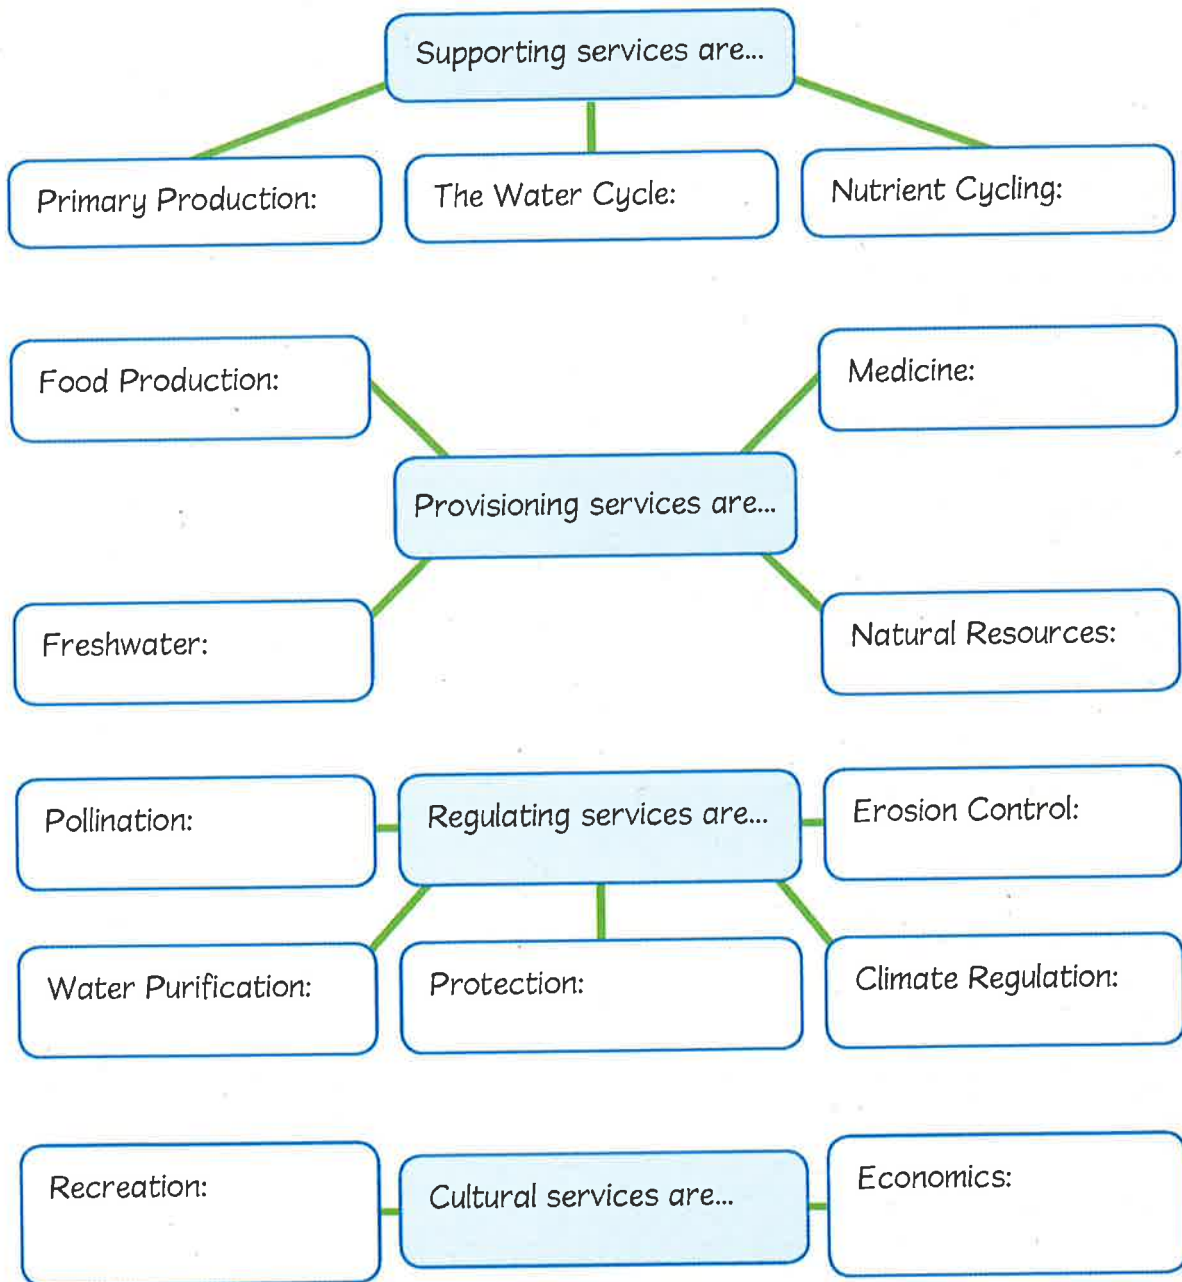 Supporting services are...
Primary Production:
The Water Cycle:
Nutrient Cycling:
Food Production:
Medicine:
Provisioning services are...
Freshwater:
Natural Resources:
Pollination:
Regulating services are...
Erosion Control:
Water Purification:
Protection:
Climate Regulation:
Recreation:
Cultural services are...
Economics: